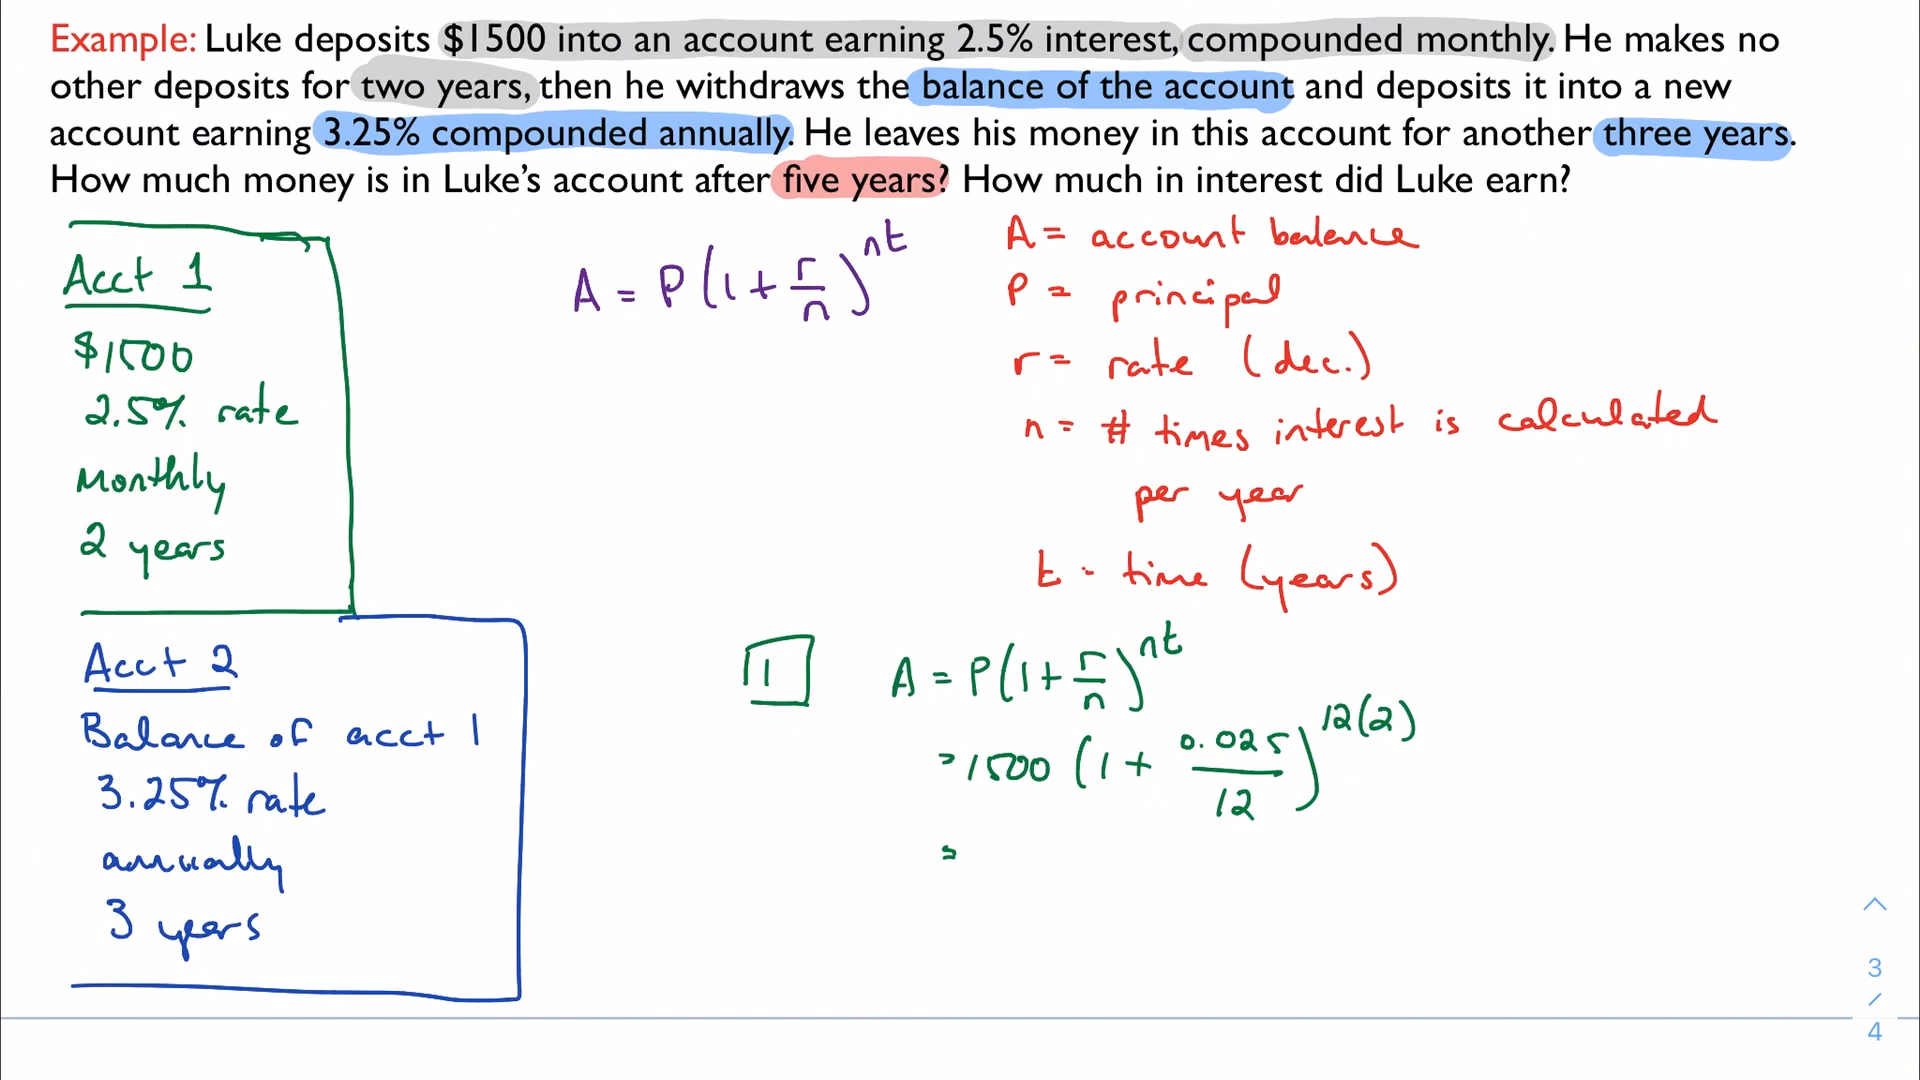 Example: Luke deposits $1500 into an account earning 2.5% interest, compounded monthly. He makes no
other deposits for two years, then he withdraws the balance of the account and deposits it into a new
account earning 3.25% compounded annually. He leaves his money in this account for another three years.
How much money is in Luke's account after five years? How much in interest did Luke earn?
Acct 1
$1500
2.5% rate
Monthly
2 years
A = P(1 + r/n)^nt
A = account balance
P = principal
r = rate (dec.)
n = # times interest is calculated
per year
t = time (years)
Acct 2
Balance of acct 1
3.25% rate
annually
3 years
1
A = P(1 + r/n)^nt
= 1500 (1 + 0.025/12)^12(2)
=
3
/
4